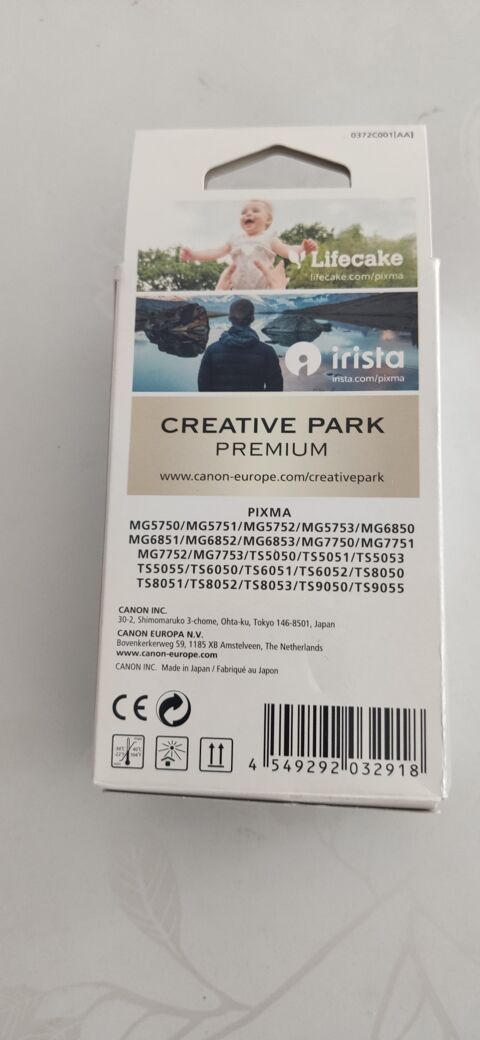 0372C001[AA]
Lifecake
lifecake.com/pixma
irista
irista.com/pixma
CREATIVE PARK
PREMIUM
www.canon-europe.com/creativepark
PIXMA
MG5750/MG5751/MG5752/MG5753/MG6850
MG6851/MG6852/MG6853/MG7750/MG7751
MG7752/MG7753/TS5050/TS5051/TS5053
TS5055/TS6050/TS6051/TS6052/TS8050
TS8051/TS8052/TS8053/TS9050/TS9055
CANON INC.
30-2, Shimomaruko 3-chome, Ohta-ku, Tokyo 146-8501, Japan
CANON EUROPA N.V.
Bovenkerkerweg 59, 1185 XB Amstelveen, The Netherlands
www.canon-europe.com
CANON INC. Made in Japan / Fabriqué au Japon
CE
4 549292 032918